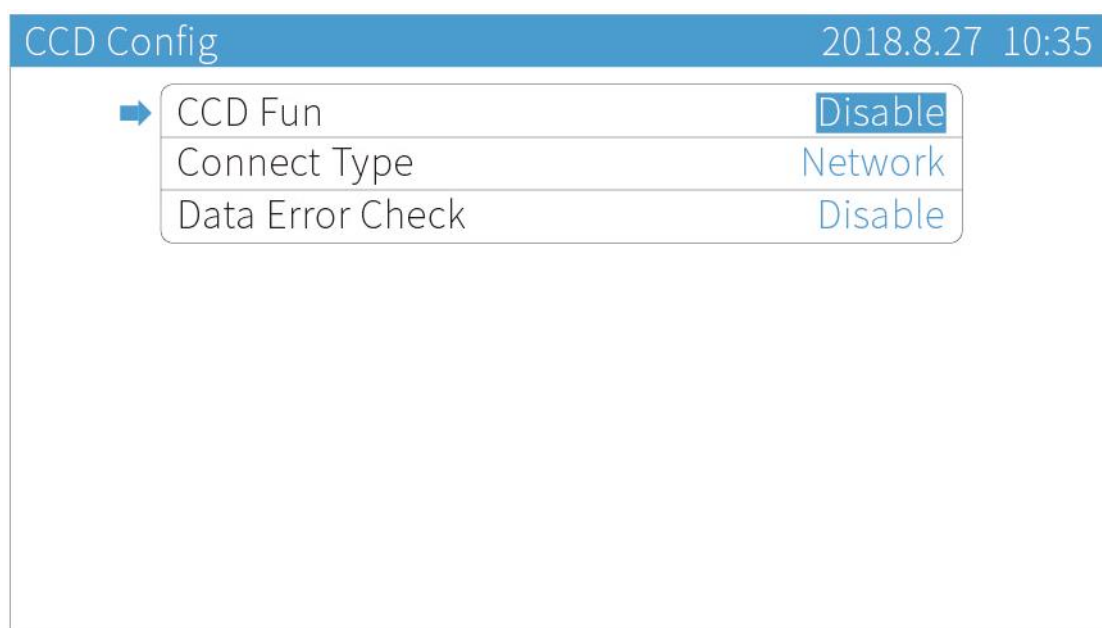 CCD Config 2018.8.27 10:35
CCD Fun Disable
Connect Type Network
Data Error Check Disable